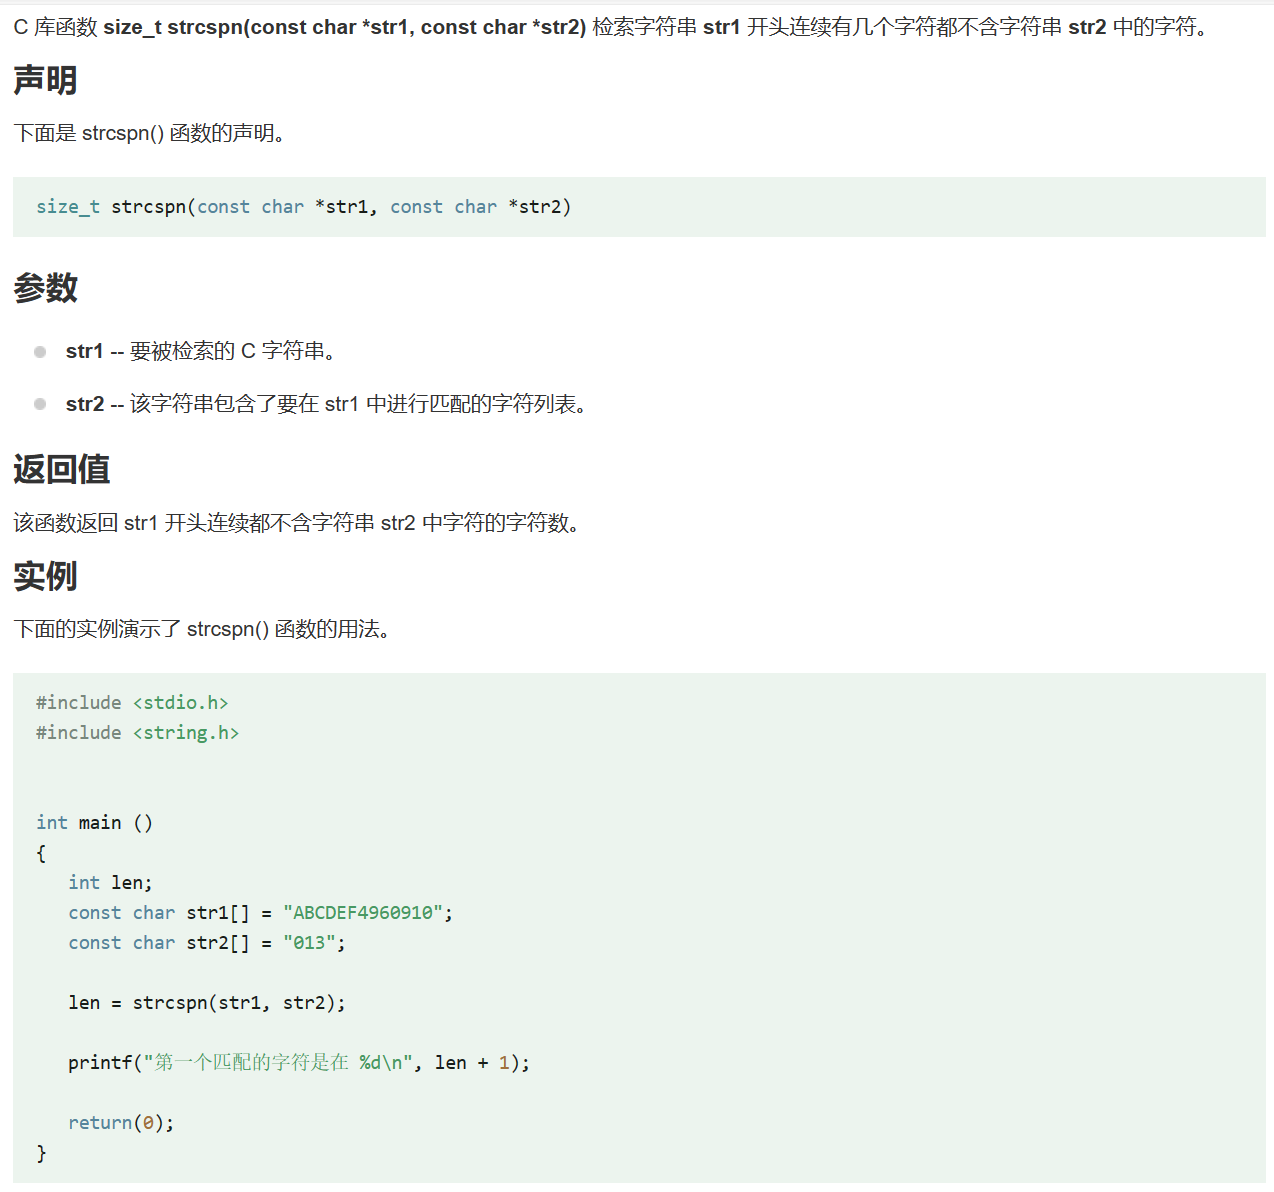 C 库函数 size_t strcspn(const char *str1, const char *str2) 检索字符串 str1 开头连续有几个字符都不含字符串 str2 中的字符。
声明
下面是 strcspn() 函数的声明。
size_t strcspn(const char *str1, const char *str2)
参数
str1 -- 要被检索的 C 字符串。
str2 -- 该字符串包含了要在 str1 中进行匹配的字符列表。
返回值
该函数返回 str1 开头连续都不含字符串 str2 中字符的字符数。
实例
下面的实例演示了 strcspn() 函数的用法。
#include <stdio.h>
#include <string.h>
int main ()
{
   int len;
   const char str1[] = "ABCDEF4960910";
   const char str2[] = "013";
   len = strcspn(str1, str2);
   printf("第一个匹配的字符是在 %d\n", len + 1);
   return(0);
}